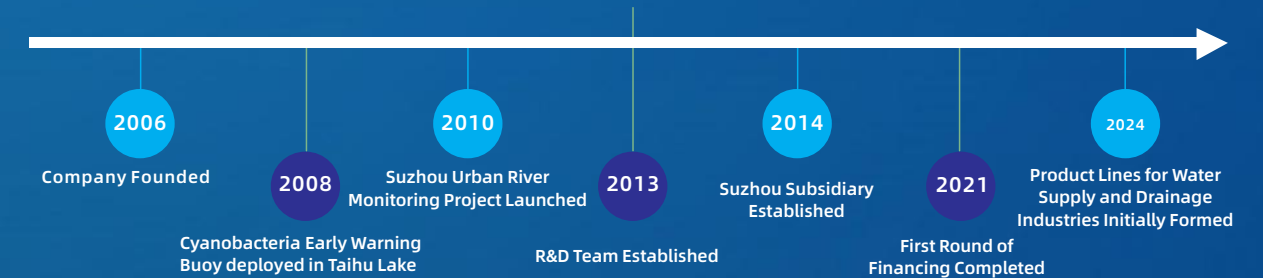 2006
Company Founded
2008
Cyanobacteria Early Warning
Buoy deployed in Taihu Lake
2010
Suzhou Urban River
Monitoring Project Launched
2013
R&D Team Established
2014
Suzhou Subsidiary
Established
2021
First Round of
Financing Completed
2024
Product Lines for Water
Supply and Drainage
Industries Initially Formed